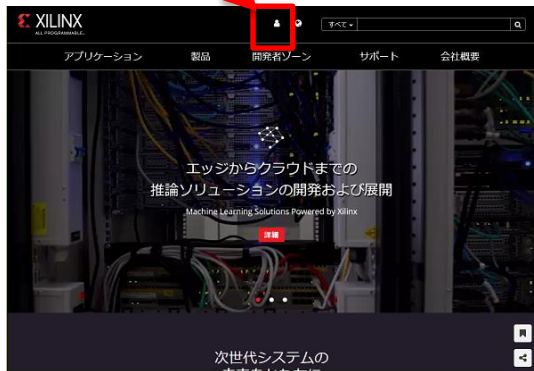 XILINX
ALL PROGRAMMABLE.
すべて
アプリケーション
製品
開発者ゾーン
サポート
会社概要
エッジからクラウドまでの
推論ソリューションの開発および展開
Machine Learning Solutions Powered by Xilinx
詳細
次世代システムの